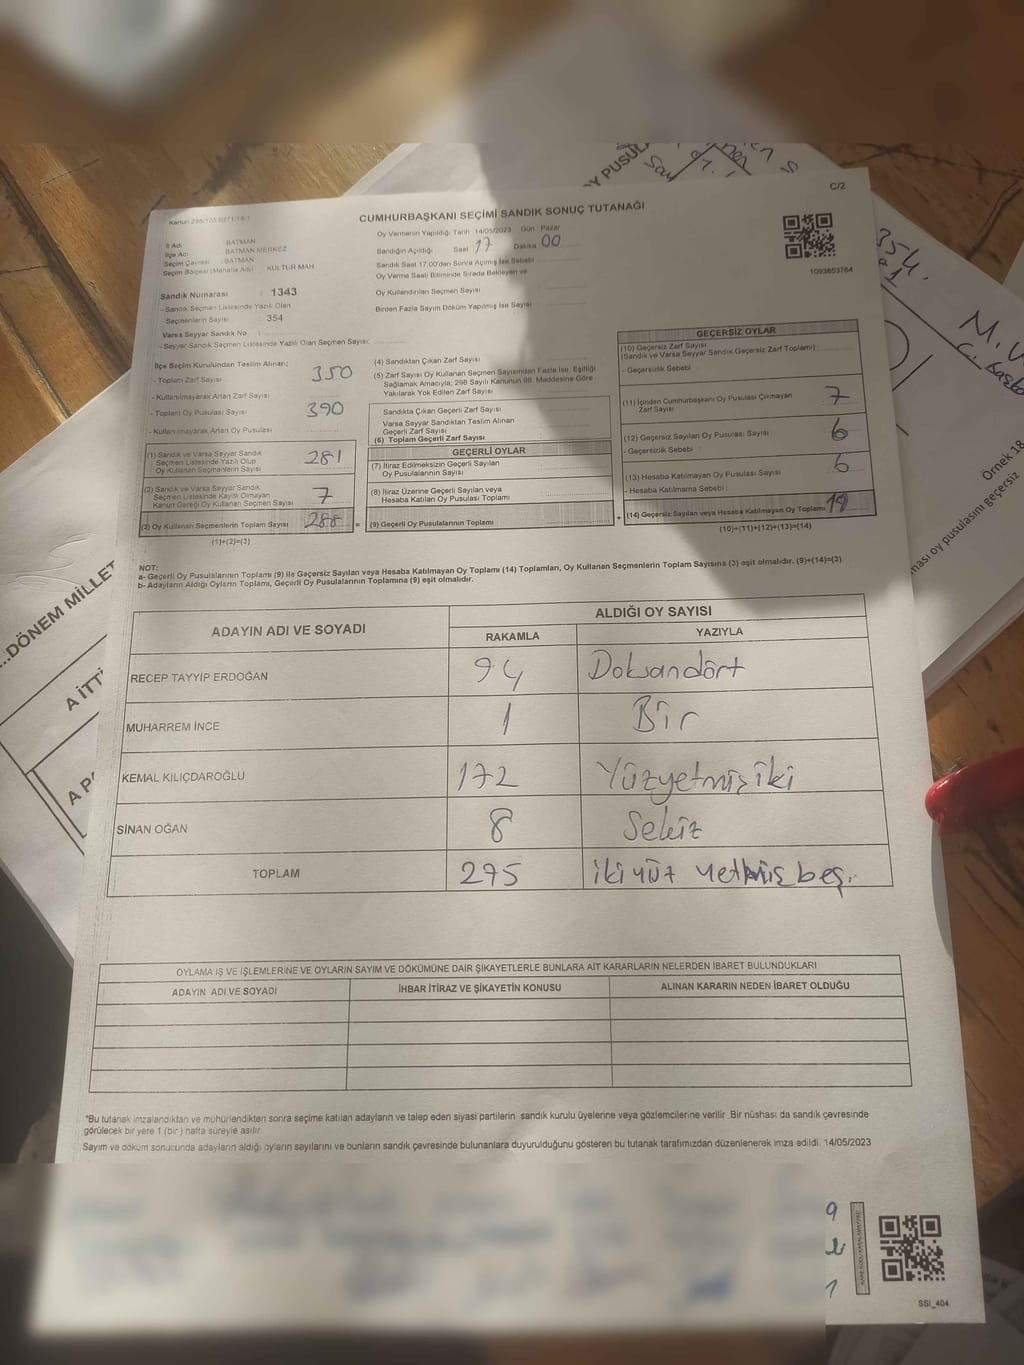 C/2
Y PUSUL
CUMHURBAŞKANI SEÇİMİ SANDIK SONUÇ TUTANAĞI
İl Adı : BATMAN
İlçe Adı : BATMAN MERKEZ
Seçim Çevresi : BATMAN
Seçim Bölgesi (Mahalle Adı) : KÜLTÜR MAH
Oy Vermenin Yapıldığı Tarih : 14/05/2023 Gün : Pazar
Sandığın Açıldığı Saat 17 Dakika 00
Sandık Saat 17:00'den Sonra Açılmış İse Sebebi
Oy Verme Saati Bitiminde Sırada Bekleyen ve
Oy Kullandırılan Seçmen Sayısı
Birden Fazla Sayım Döküm Yapılmış İse Sayısı
1093853764
Sandık Numarası : 1343
- Sandık Seçmen Listesinde Yazılı Olan
- Seçmenlerin Sayısı : 354
Varsa Seyyar Sandık No :
- Seyyar Sandık Seçmen Listesinde Yazılı Olan Seçmen Sayısı:
İlçe Seçim Kurulundan Teslim Alınan;
- Toplam Zarf Sayısı 350
- Kullanılmayarak Artan Zarf Sayısı
- Toplam Oy Pusulası Sayısı 390
- Kullanılmayarak Artan Oy Pusulası
(1) Sandık ve Varsa Seyyar Sandık
Seçmen Listesinde Yazılı Olup
Oy Kullanan Seçmenlerin Sayısı 281
(2) Sandık ve Varsa Seyyar Sandık
Seçmen Listesinde Kaydı Olmayan
Kanun Gereği Oy Kullanan Seçmen Sayısı 7
(3) Oy Kullanan Seçmenlerin Toplam Sayısı 288 =
(1)+(2)=(3)
(4) Sandıktan Çıkan Zarf Sayısı
(5) Zarf Sayısı Oy Kullanan Seçmen Sayısından Fazla İse, Eşitliği
Sağlamak Amacıyla; 298 Sayılı Kanunun 98. Maddesine Göre
Yakılarak Yok Edilen Zarf Sayısı
Sandıkta Çıkan Geçerli Zarf Sayısı
Varsa Seyyar Sandıktan Teslim Alınan
Geçerli Zarf Sayısı
(6) Toplam Geçerli Zarf Sayısı
GEÇERLİ OYLAR
(7) İtiraz Edilmeksizin Geçerli Sayılan
Oy Pusulalarının Sayısı
(8) İtiraz Üzerine Geçerli Sayılan veya
Hesaba Katılan Oy Pusulası Toplamı
(9) Geçerli Oy Pusulalarının Toplamı +
GEÇERSİZ OYLAR
(10) Geçersiz Zarf Sayısı
(Sandık ve Varsa Seyyar Sandık Geçersiz Zarf Toplamı)
- Geçersizlik Sebebi :
(11) İçinden Cumhurbaşkanı Oy Pusulası Çıkmayan
Zarf Sayısı 7
(12) Geçersiz Sayılan Oy Pusulası Sayısı 6
- Geçersizlik Sebebi :
(13) Hesaba Katılmayan Oy Pusulası Sayısı 6
- Hesaba Katılmama Sebebi :
(14) Geçersiz Sayılan veya Hesaba Katılmayan Oy Toplamı 19
(10)+(11)+(12)+(13)=(14)
NOT:
a- Geçerli Oy Pusulalarının Toplamı (9) ile Geçersiz Sayılan veya Hesaba Katılmayan Oy Toplamı (14) Toplamları, Oy Kullanan Seçmenlerin Toplam Sayısına (3) eşit olmalıdır. (9)+(14)=(3)
b- Adayların Aldığı Oyların Toplamı, Geçerli Oy Pusulalarının Toplamına (9) eşit olmalıdır.
ADAYIN ADI VE SOYADI
ALDIĞI OY SAYISI
RAKAMLA YAZIYLA
RECEP TAYYİP ERDOĞAN 94 Doksandört
MUHARREM İNCE 1 Bir
KEMAL KILIÇDAROĞLU 172 Yüzyetmişiki
SİNAN OĞAN 8 Sekiz
TOPLAM 275 iki yüz yetmiş beş.
OYLAMA İŞ VE İŞLEMLERİNE VE OYLARIN SAYIM VE DÖKÜMÜNE DAİR ŞİKAYETLERLE BUNLARA AİT KARARLARIN NELERDEN İBARET BULUNDUKLARI
ADAYIN ADI VE SOYADI İHBAR İTİRAZ VE ŞİKAYETİN KONUSU ALINAN KARARIN NEDEN İBARET OLDUĞU
*Bu tutanak imzalandıktan ve mühürlendikten sonra seçime katılan adayların ve talep eden siyasi partilerin sandık kurulu üyelerine veya gözlemcilerine verilir. Bir nüshası da sandık çevresinde
görülecek bir yere 1 (bir) hafta süreyle asılır.
Sayım ve döküm sonucunda adayların aldığı oyların sayılarını ve bunların sandık çevresinde bulunanlara duyurulduğunu gösteren bu tutanak tarafımızdan düzenlenerek imza edildi. 14/05/2023
SSI_404
...DÖNEM MİLLET
A İTTİ
A PA
354.
Örnek 18
ması oy pusulasını geçersiz